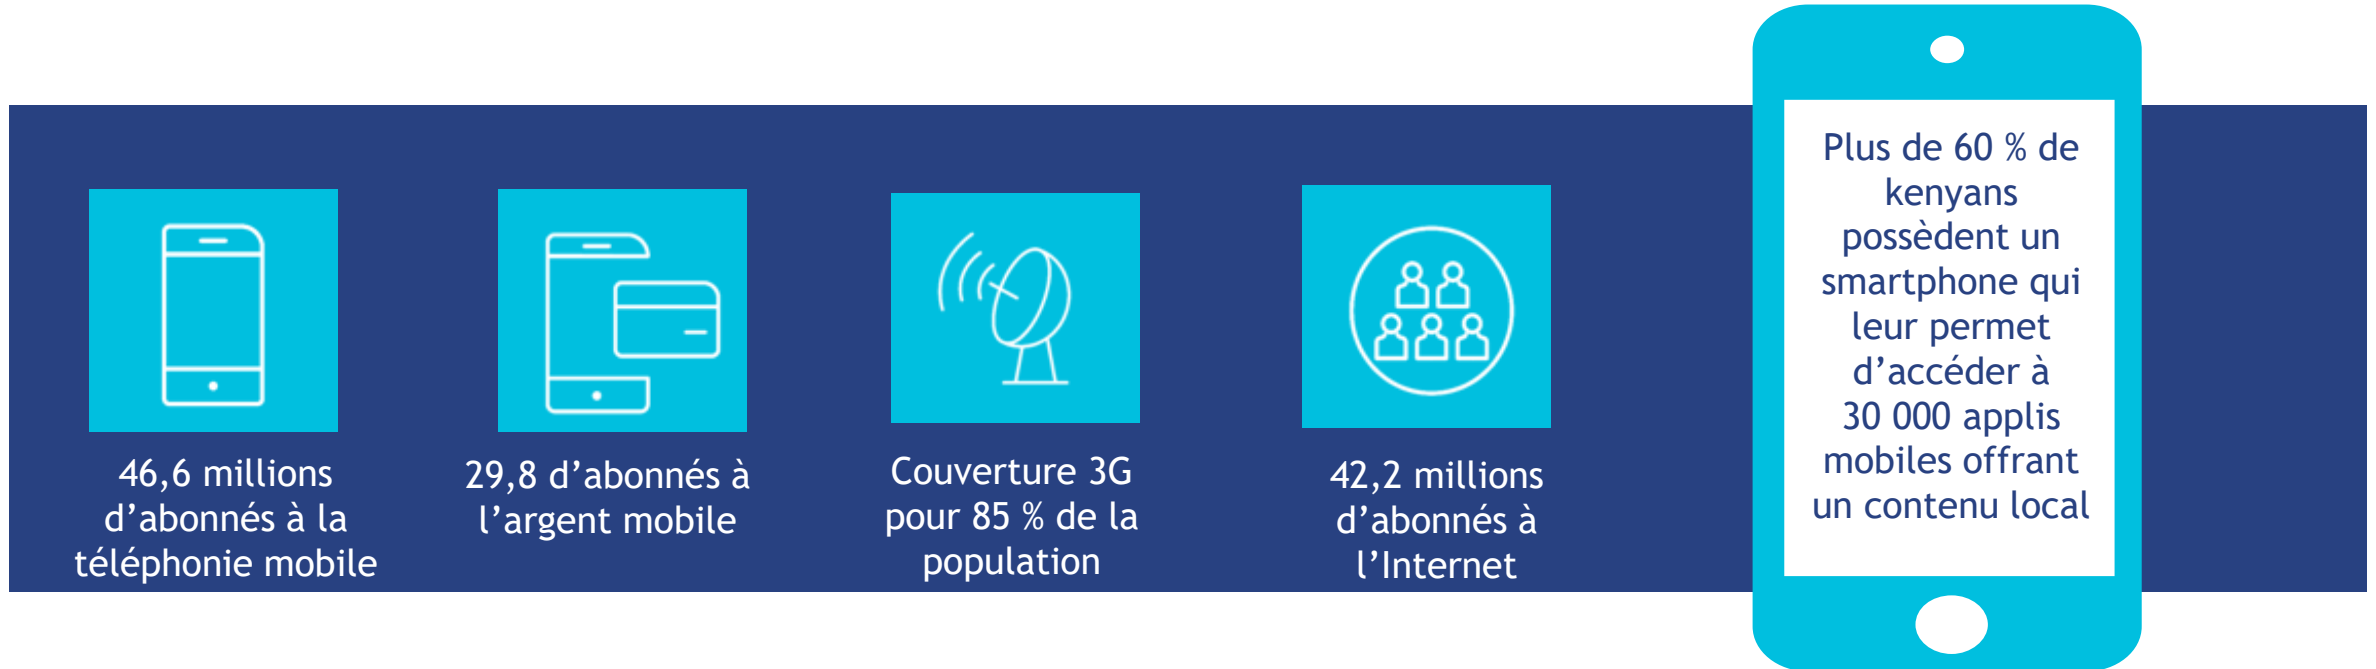 46,6 millions
d’abonnés à la
téléphonie mobile
29,8 d’abonnés à
l’argent mobile
Couverture 3G
pour 85 % de la
population
42,2 millions
d’abonnés à
l’Internet
Plus de 60 % de
kenyans
possèdent un
smartphone qui
leur permet
d’accéder à
30 000 applis
mobiles offrant
un contenu local